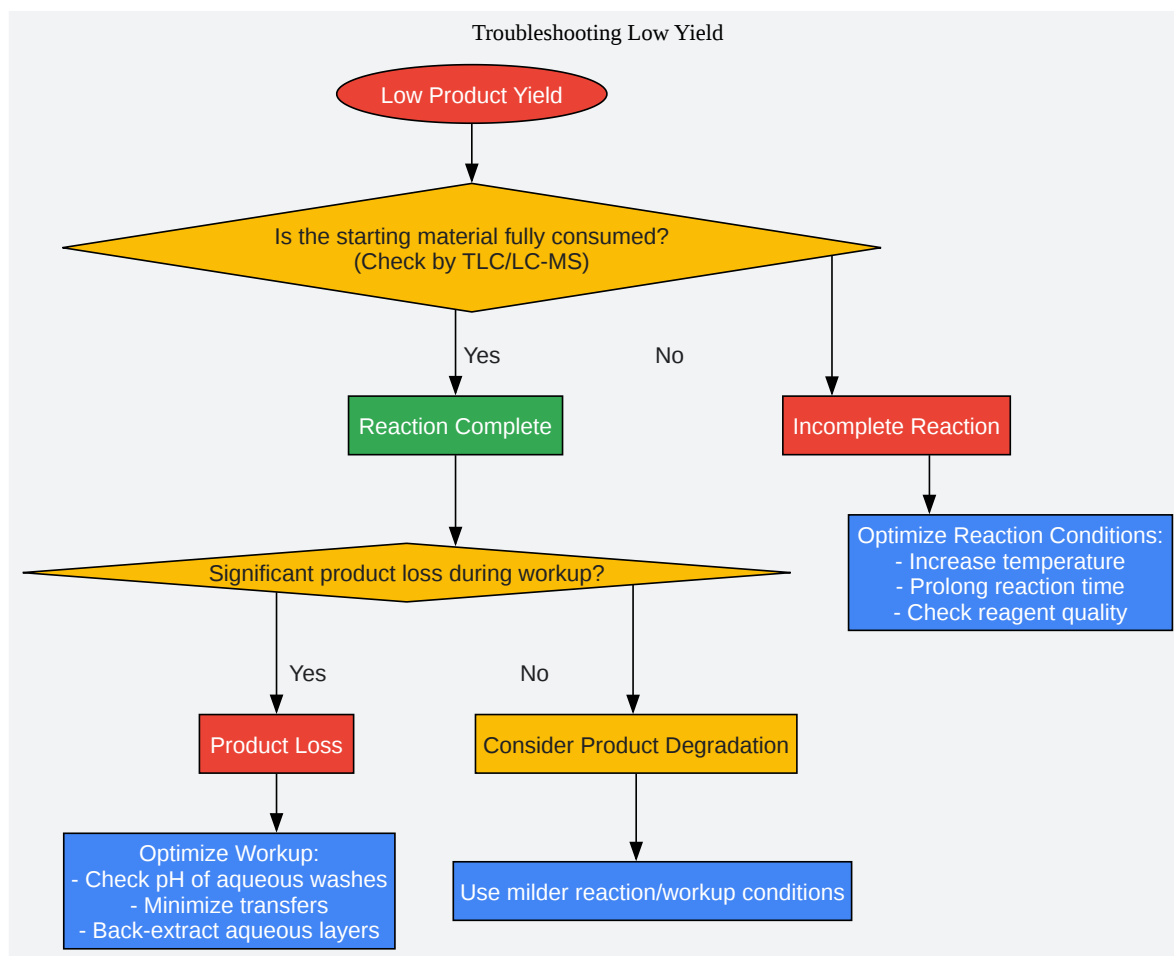 Troubleshooting Low Yield
Low Product Yield
Is the starting material fully consumed?
(Check by TLC/LC-MS)
Yes
No
Reaction Complete
Incomplete Reaction
Optimize Reaction Conditions:
- Increase temperature
- Prolong reaction time
- Check reagent quality
Significant product loss during workup?
Yes
No
Product Loss
Consider Product Degradation
Optimize Workup:
- Check pH of aqueous washes
- Minimize transfers
- Back-extract aqueous layers
Use milder reaction/workup conditions